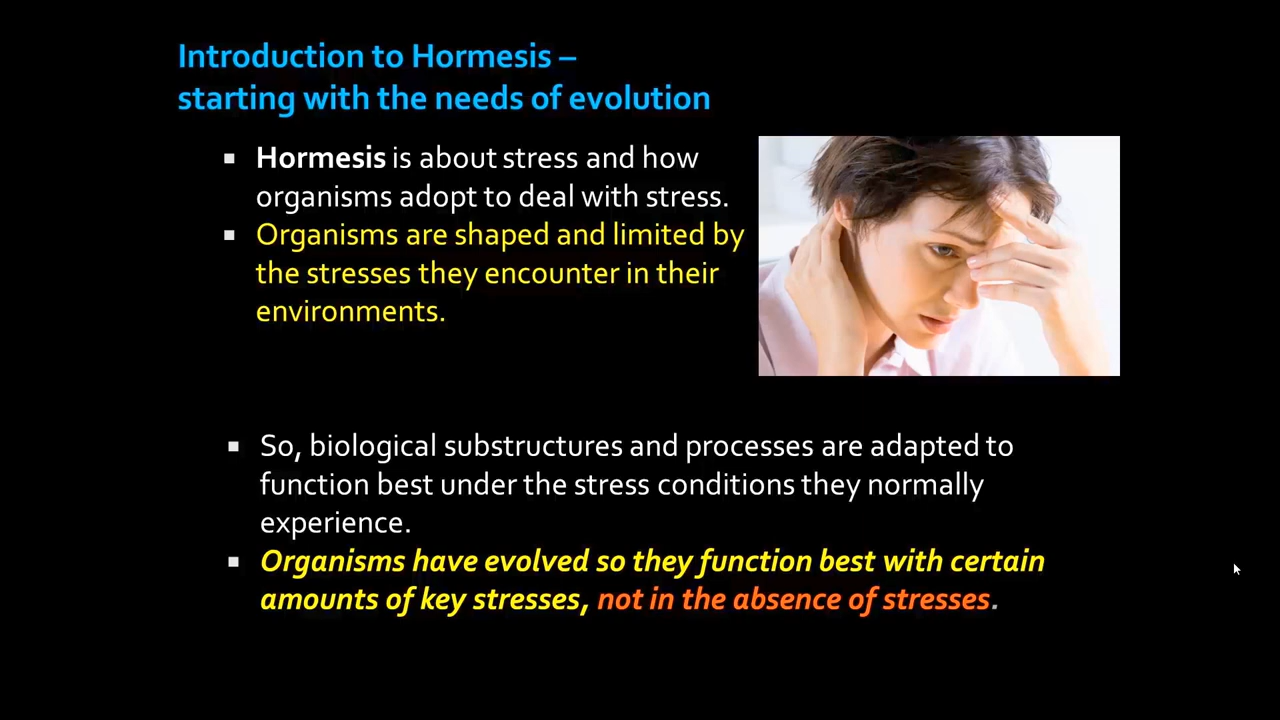 Introduction to Hormesis –
starting with the needs of evolution
▪ Hormesis is about stress and how
organisms adopt to deal with stress.
▪ Organisms are shaped and limited by
the stresses they encounter in their
environments.
▪ So, biological substructures and processes are adapted to
function best under the stress conditions they normally
experience.
▪ Organisms have evolved so they function best with certain
amounts of key stresses, not in the absence of stresses.